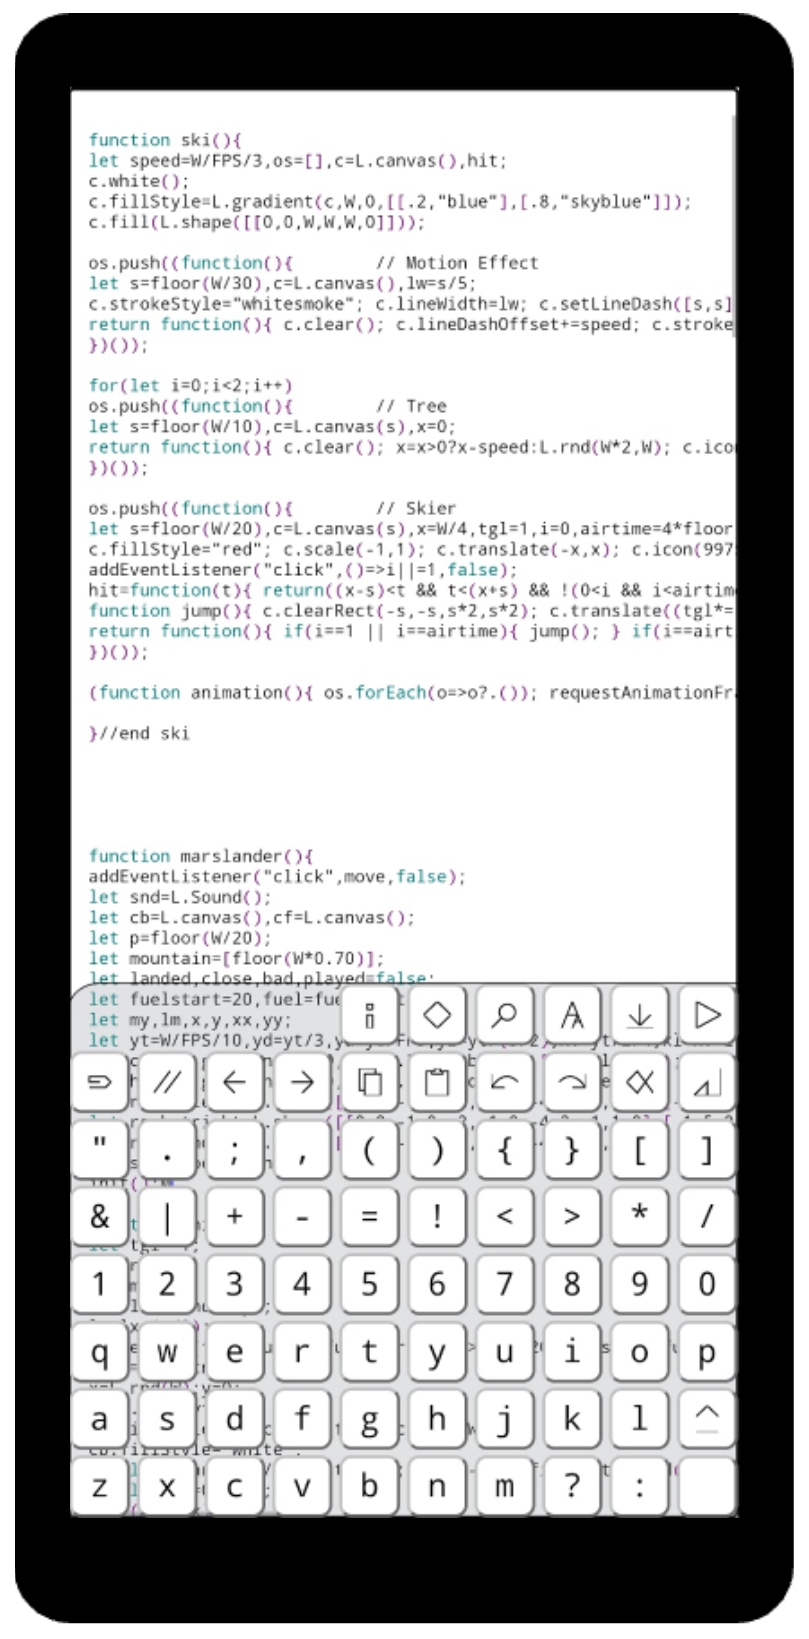 function ski(){
let speed=W/FPS/3,os=[],c=L.canvas(),hit;
c.white();
c.fillStyle=L.gradient(c,W,0,[[.2,"blue"],[.8,"skyblue"]]);
c.fill(L.shape([[0,0,W,W,W,0]]));
os.push((function(){ // Motion Effect
let s=floor(W/30),c=L.canvas(),lw=s/5;
c.strokeStyle="whitesmoke"; c.lineWidth=lw; c.setLineDash([s,s]
return function(){ c.clear(); c.lineDashOffset+=speed; c.stroke
})());
for(let i=0;i<2;i++)
os.push((function(){ // Tree
let s=floor(W/10),c=L.canvas(s),x=0;
return function(){ c.clear(); x=x>0?x-speed:L.rnd(W*2,W); c.ico
})());
os.push((function(){ // Skier
let s=floor(W/20),c=L.canvas(s),x=W/4,tgl=1,i=0,airtime=4*floor
c.fillStyle="red"; c.scale(-1,1); c.translate(-x,x); c.icon(997
addEventListener("click",()=>i||=1,false);
hit=function(t){ return((x-s)<t && t<(x+s) && !(0<i && i<airtim
function jump(){ c.clearRect(-s,-s,s*2,s*2); c.translate((tgl*=
return function(){ if(i==1 || i==airtime){ jump(); } if(i==airt
})());
(function animation(){ os.forEach(o=>o?.()); requestAnimationFr
}//end ski
function marslander(){
addEventListener("click",move,false);
let snd=L.Sound();
let cb=L.canvas(),cf=L.canvas();
let p=floor(W/20);
let mountain=[floor(W*0.70)];
let landed,close,bad,played=false;
let fuelstart=20,fuel=fue
let my,lm,x,y,xx,yy;
let yt=W/FPS/10,yd=yt/3,
" . ; , ( ) { } [ ]
& | + - = ! < > * /
1 2 3 4 5 6 7 8 9 0
q w e r t y u i o p
a s d f g h j k l ^
z x c v b n m ? :